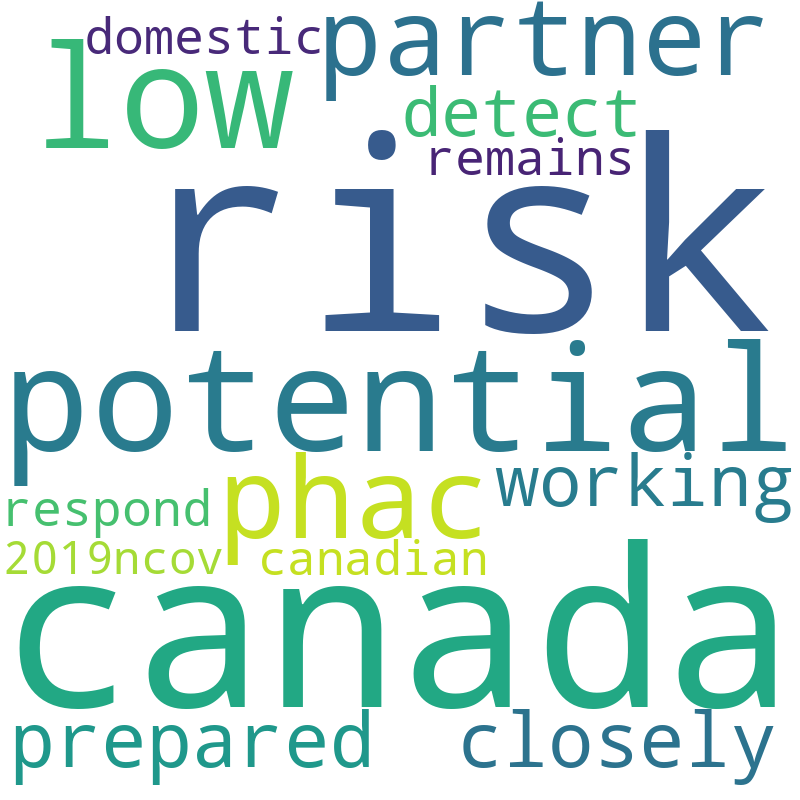 domestic partner
low detect
remains
risk
potential
phac working
respond
2019ncov canadian
canada
prepared closely